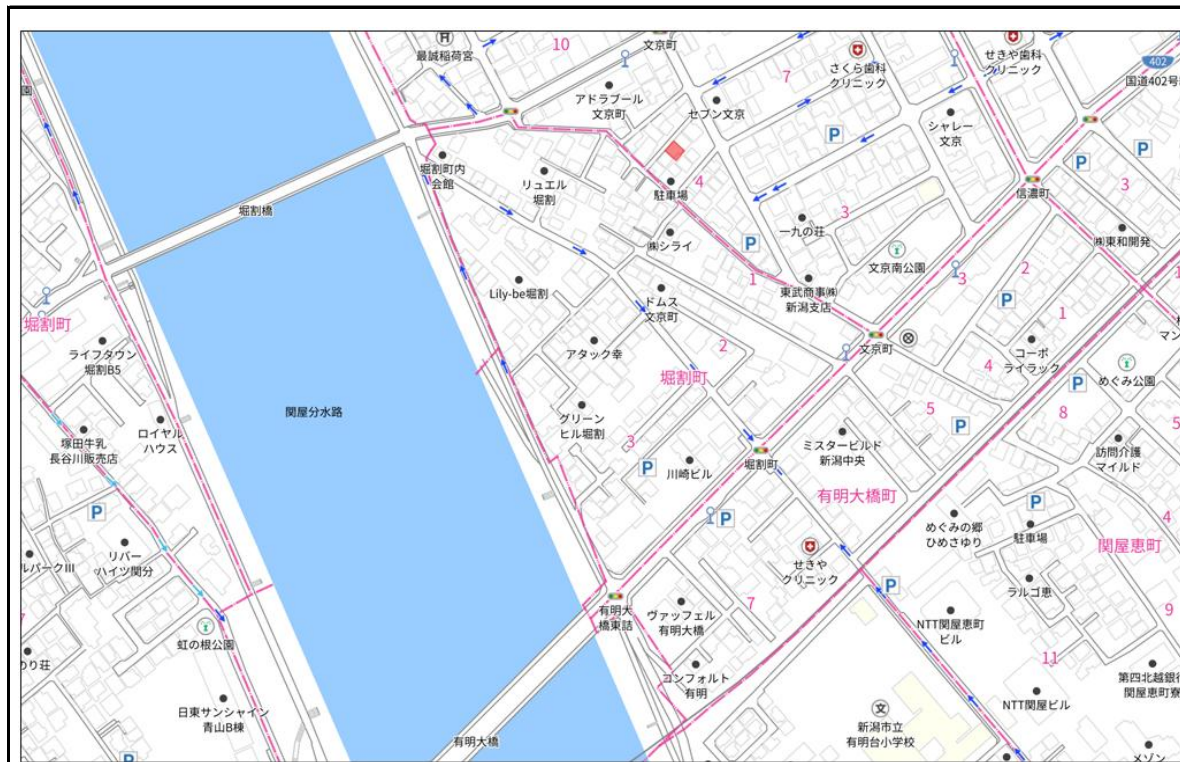 最誠稲荷宮
10
文京町
さくら歯科
クリニック
せきや歯科
クリニック
402
国道402号
アドラブール
文京町
セブン文京
7
P
シャレー
文京
P
P
堀割町内
会館
リュエル
堀割
駐車場
4
信濃町
3
堀割橋
㈱シライ
P
一九の荘
3
文京南公園
㈱東和開発
2
3
P
1
1
東武商事㈱
新潟支店
Lily-be堀割
ドムス
文京町
堀割町
ライフタウン
堀割B5
アタック幸
2
文京町
4
コーポ
ライラック
めぐみ公園
P
堀割町
関屋分水路
グリーン
ヒル堀割
5
8
P
塚田牛乳
長谷川販売店
ロイヤル
ハウス
3
P
川崎ビル
堀割町
ミスタービルド
新潟中央
訪問介護
マイルド
5
有明大橋町
P
P
P
めぐみの郷
ひめさゆり
駐車場
4
関屋恵町
リバー
ハイツ関分
ルパークIII
せきや
クリニック
P
ラルゴ恵
9
有明大
橋東詰
ヴァッフェル
有明大橋
7
NTT関屋恵町
ビル
虹の根公園
のり荘
コンフォルト
有明
11
第四北越銀行
関屋恵町寮
日東サンシャイン
青山B棟
NTT関屋ビル
文
新潟市立
有明台小学校
有明大橋
P
メゾン